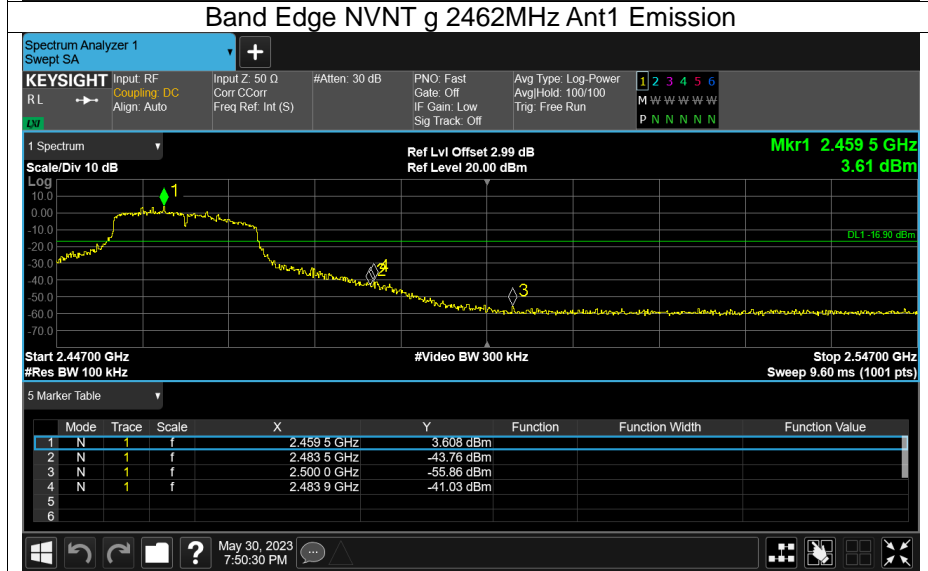 Band Edge NVNT g 2462MHz Ant1 Emission
Spectrum Analyzer 1
Swept SA
+
KEYSIGHT Input: RF Input Z: 50 Ω #Atten: 30 dB PNO: Fast Avg Type: Log-Power 1 2 3 4 5 6
R L Coupling: DC Corr CCorr Gate: Off Avg|Hold: 100/100 M W W W W W
Align: Auto Freq Ref: Int (S) IF Gain: Low Trig: Free Run
LXI Sig Track: Off P N N N N N
1 Spectrum Ref Lvl Offset 2.99 dB Mkr1 2.459 5 GHz
Scale/Div 10 dB Ref Level 20.00 dBm 3.61 dBm
Log
10.0
0.00
-10.0
-20.0
-30.0
-40.0
-50.0
-60.0
-70.0
1
DL1 -16.90 dBm
2
4
3
Start 2.44700 GHz #Video BW 300 kHz Stop 2.54700 GHz
#Res BW 100 kHz Sweep 9.60 ms (1001 pts)
5 Marker Table
Mode Trace Scale X Y Function Function Width Function Value
1 N 1 f 2.459 5 GHz 3.608 dBm
2 N 1 f 2.483 5 GHz -43.76 dBm
3 N 1 f 2.500 0 GHz -55.86 dBm
4 N 1 f 2.483 9 GHz -41.03 dBm
5
6
? May 30, 2023
7:50:30 PM